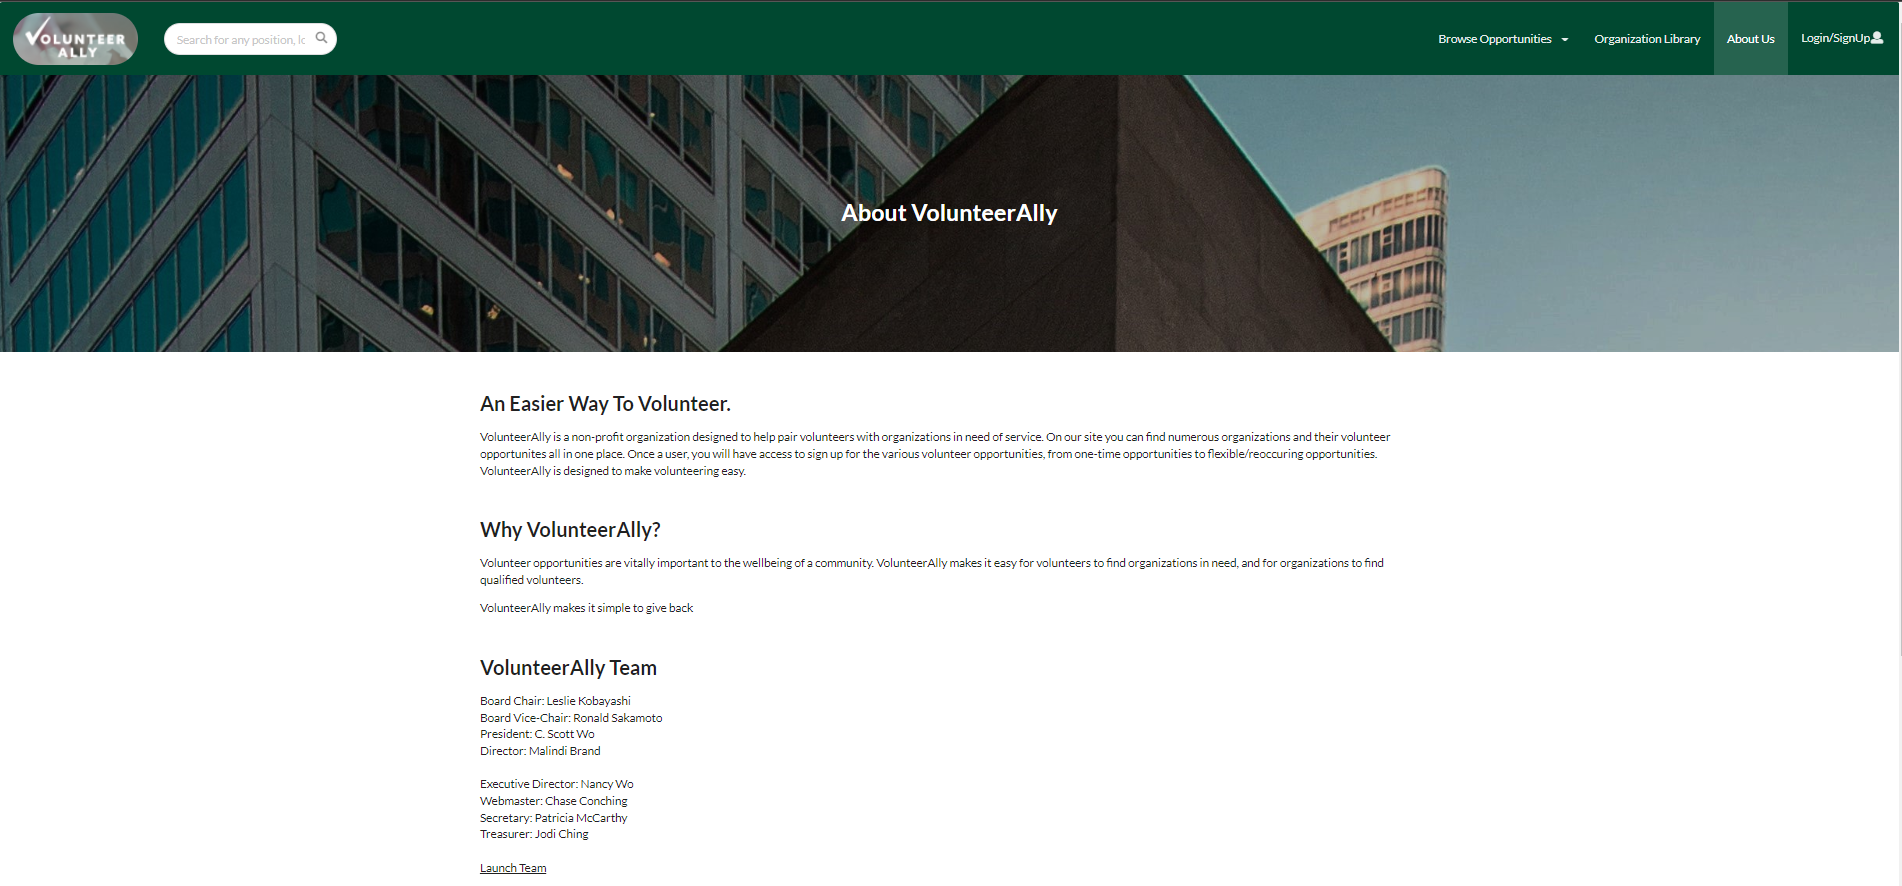 VOLUNTEER
ALLY
Search for any position, lo
Browse Opportunities
Organization Library
About Us
Login/SignUp
About VolunteerAlly
An Easier Way To Volunteer.
VolunteerAlly is a non-profit organization designed to help pair volunteers with organizations in need of service. On our site you can find numerous organizations and their volunteer
opportunites all in one place. Once a user, you will have access to sign up for the various volunteer opportunities, from one-time opportunities to flexible/reoccuring opportunities.
VolunteerAlly is designed to make volunteering easy.
Why VolunteerAlly?
Volunteer opportunities are vitally important to the wellbeing of a community. VolunteerAlly makes it easy for volunteers to find organizations in need, and for organizations to find
qualified volunteers.
VolunteerAlly makes it simple to give back
VolunteerAlly Team
Board Chair: Leslie Kobayashi
Board Vice-Chair: Ronald Sakamoto
President: C. Scott Wo
Director: Malindi Brand
Executive Director: Nancy Wo
Webmaster: Chase Conching
Secretary: Patricia McCarthy
Treasurer: Jodi Ching
Launch Team